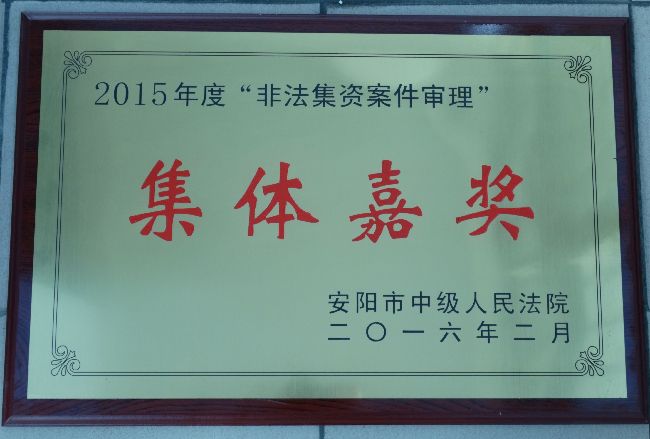 2015年度“非法集资案件审理”
集体嘉奖
安阳市中级人民法院
二〇一六年二月